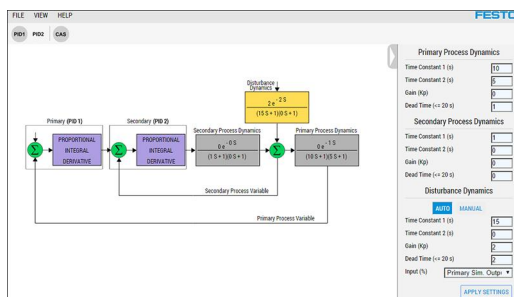 FILE VIEW HELP
FESTO
PID1 PID2 CAS
Disturbance
Dynamics
2 e - 2 S
(15 S + 1)(0 S + 1)
Primary (PID 1)
Secondary (PID 2)
Secondary Process Dynamics
Primary Process Dynamics
Σ
PROPORTIONAL
INTEGRAL
DERIVATIVE
Σ
PROPORTIONAL
INTEGRAL
DERIVATIVE
0 e - 0 S
(1 S + 1)(0 S + 1)
Σ
0 e - 1 S
(10 S + 1)(5 S + 1)
Secondary Process Variable
Primary Process Variable
Primary Process Dynamics
Time Constant 1 (s) 10
Time Constant 2 (s) 5
Gain (Kp) 0
Dead Time (<= 20 s) 1
Secondary Process Dynamics
Time Constant 1 (s) 1
Time Constant 2 (s) 0
Gain (Kp) 0
Dead Time (<= 20 s) 0
Disturbance Dynamics
AUTO MANUAL
Time Constant 1 (s) 15
Time Constant 2 (s) 0
Gain (Kp) 2
Dead Time (<= 20 s) 2
Input (%) Primary Sim. Outpu
APPLY SETTINGS